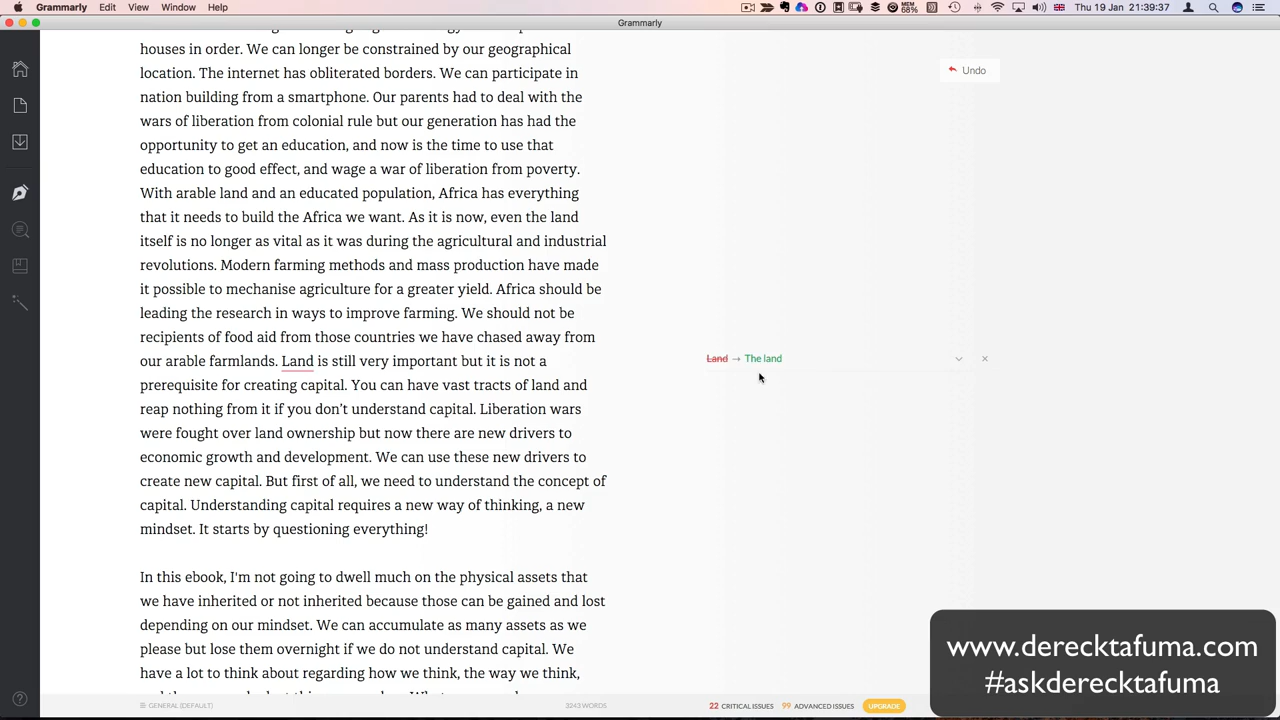 Grammarly Edit View Window Help
MEM 68% Thu 19 Jan 21:39:37
Grammarly
houses in order. We can longer be constrained by our geographical
location. The internet has obliterated borders. We can participate in
nation building from a smartphone. Our parents had to deal with the
wars of liberation from colonial rule but our generation has had the
opportunity to get an education, and now is the time to use that
education to good effect, and wage a war of liberation from poverty.
With arable land and an educated population, Africa has everything
that it needs to build the Africa we want. As it is now, even the land
itself is no longer as vital as it was during the agricultural and industrial
revolutions. Modern farming methods and mass production have made
it possible to mechanise agriculture for a greater yield. Africa should be
leading the research in ways to improve farming. We should not be
recipients of food aid from those countries we have chased away from
our arable farmlands. Land is still very important but it is not a
prerequisite for creating capital. You can have vast tracts of land and
reap nothing from it if you don't understand capital. Liberation wars
were fought over land ownership but now there are new drivers to
economic growth and development. We can use these new drivers to
create new capital. But first of all, we need to understand the concept of
capital. Understanding capital requires a new way of thinking, a new
mindset. It starts by questioning everything!
In this ebook, I'm not going to dwell much on the physical assets that
we have inherited or not inherited because those can be gained and lost
depending on our mindset. We can accumulate as many assets as we
please but lose them overnight if we do not understand capital. We
have a lot to think about regarding how we think, the way we think,
Undo
Land → The land
GENERAL (DEFAULT)
3243 WORDS
22 CRITICAL ISSUES 99 ADVANCED ISSUES UPGRADE
www.derecktafuma.com
#askderecktafuma